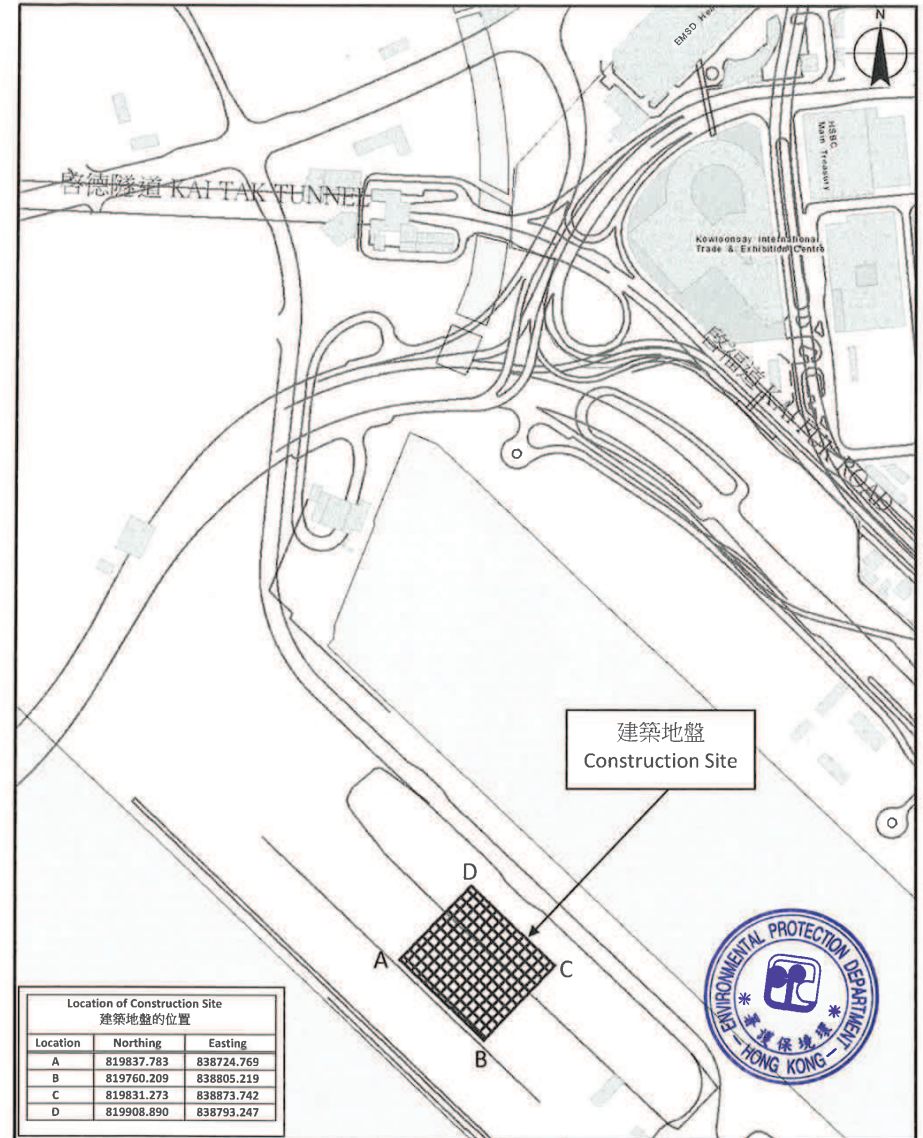 N
EMSD Hea
HSBC
Main Treasury
啓德隧道 KAI TAK TUNNEL
Kowloonbay International
Trade & Exhibition Centre
啓福道 KAI FUK ROAD
建築地盤
Construction Site
D
A
C
B
ENVIRONMENTAL PROTECTION DEPARTMENT
HONG KONG
環境保護署
Location of Construction Site
建築地盤的位置
Location Northing Easting
A 819837.783 838724.769
B 819760.209 838805.219
C 819831.273 838873.742
D 819908.890 838793.247